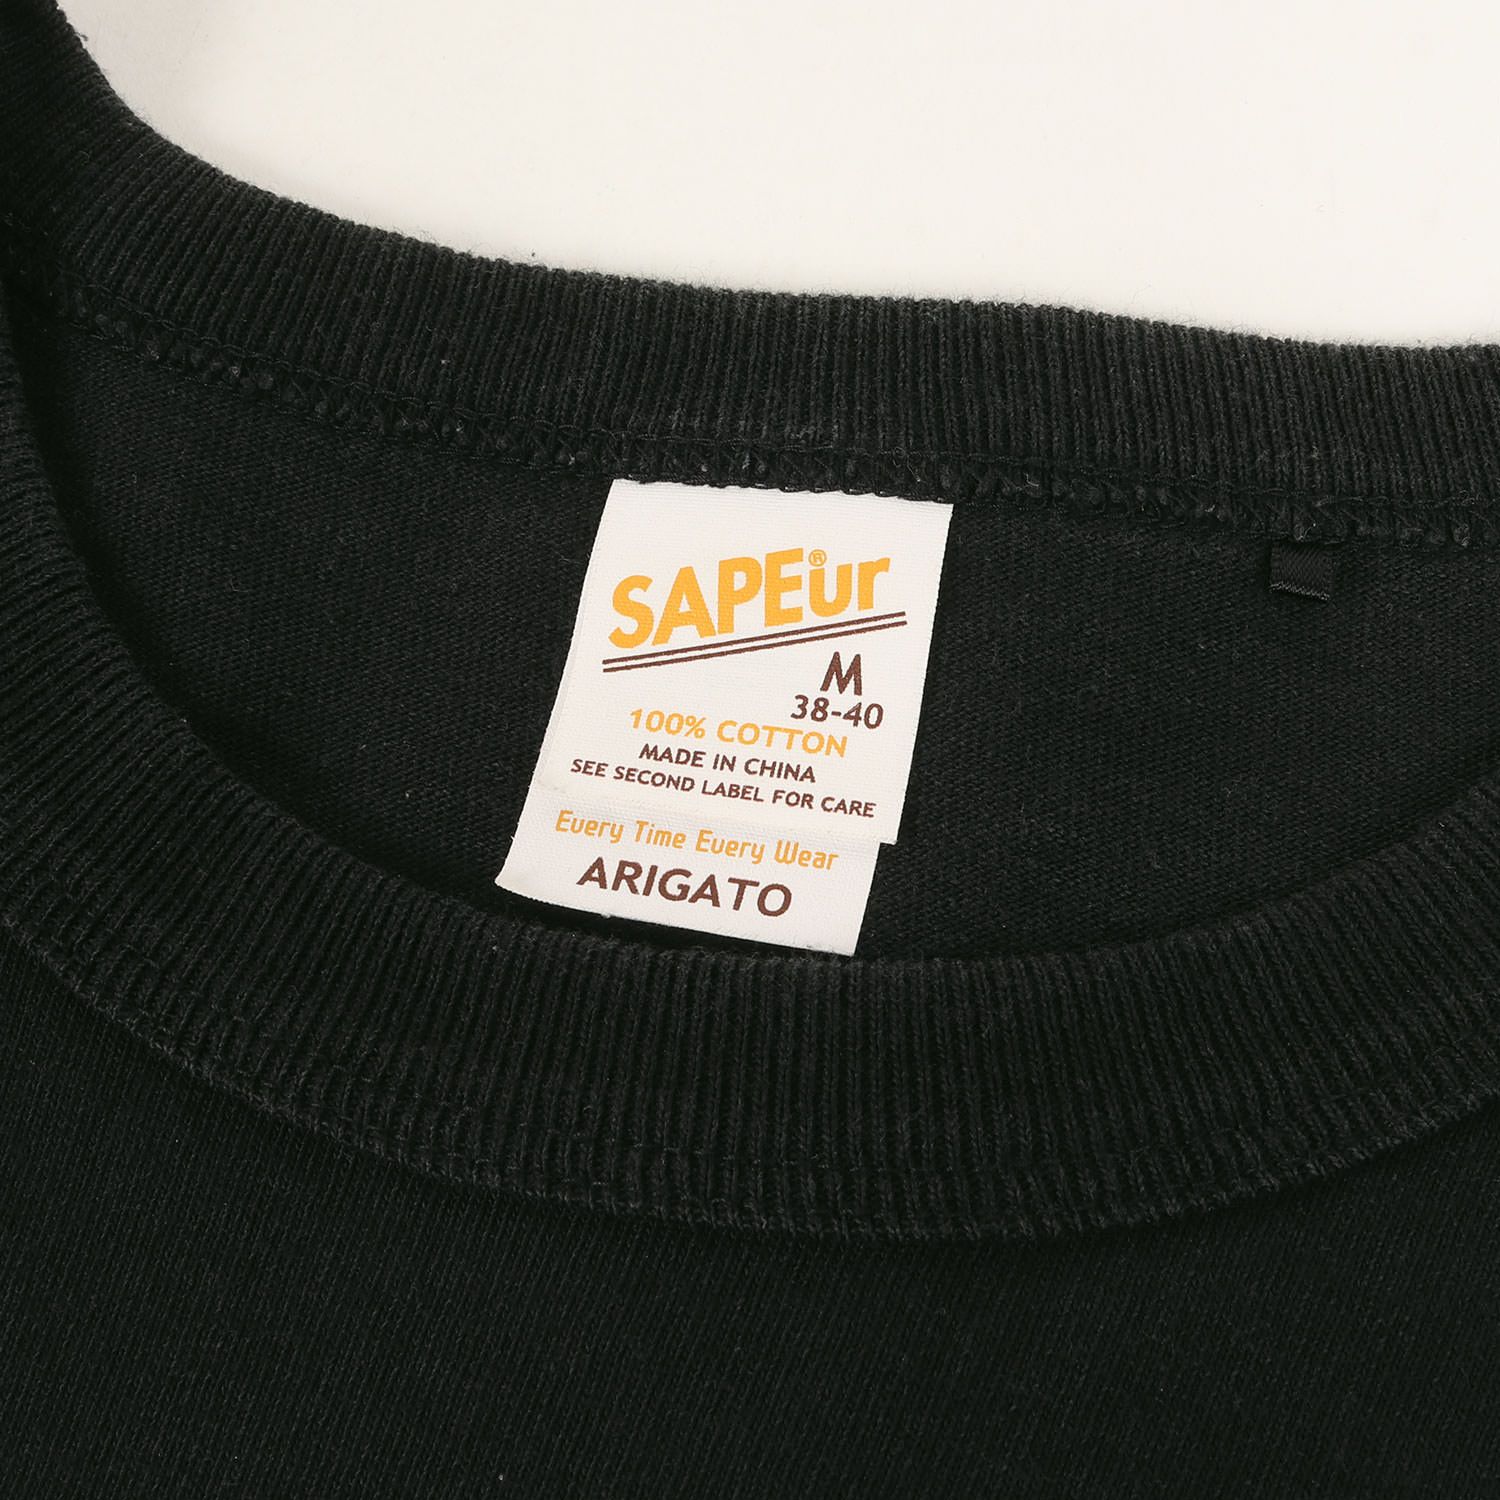 SAPEur®
M
38-40
100% COTTON
MADE IN CHINA
SEE SECOND LABEL FOR CARE
Every Time Every Wear
ARIGATO